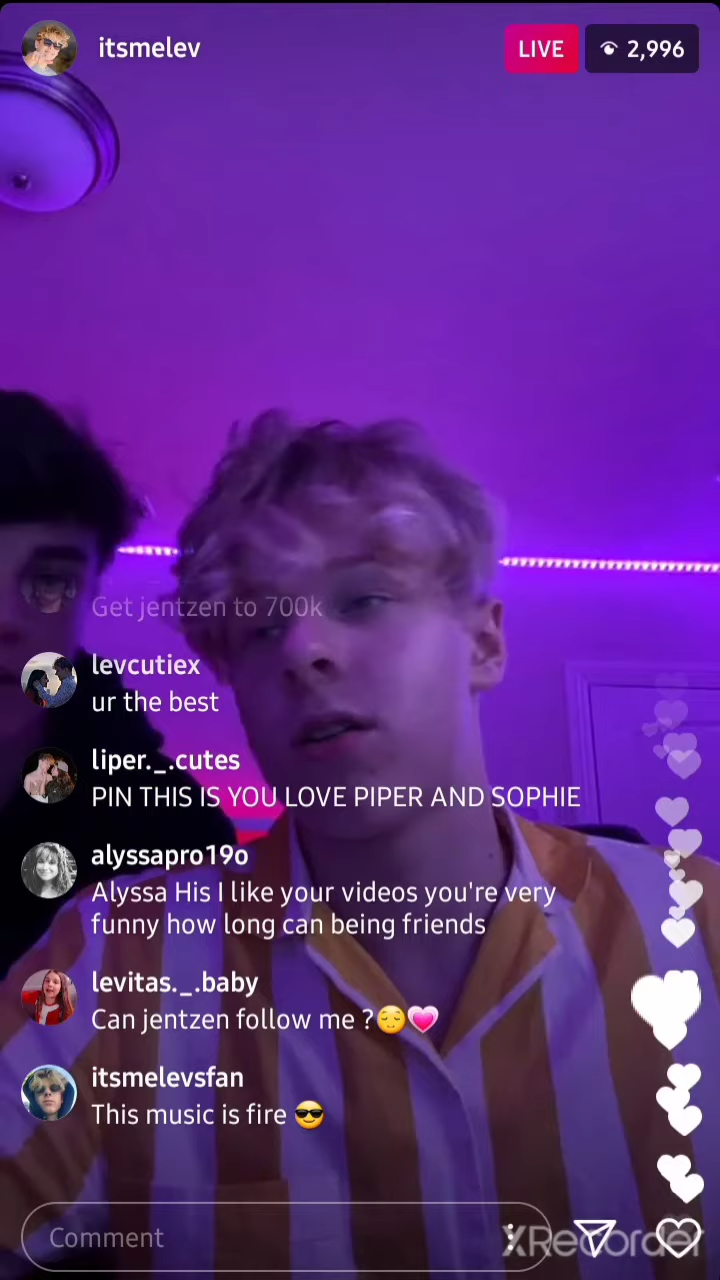 itsmelev
LIVE
2,996
Get jentzen to 700k
levcutiex
ur the best
liper._.cutes
PIN THIS IS YOU LOVE PIPER AND SOPHIE
alyssapro19o
Alyssa His I like your videos you're very
funny how long can being friends
levitas._.baby
Can jentzen follow me ?😌💗
itsmelevsfan
This music is fire 😎
Comment
XRecorder